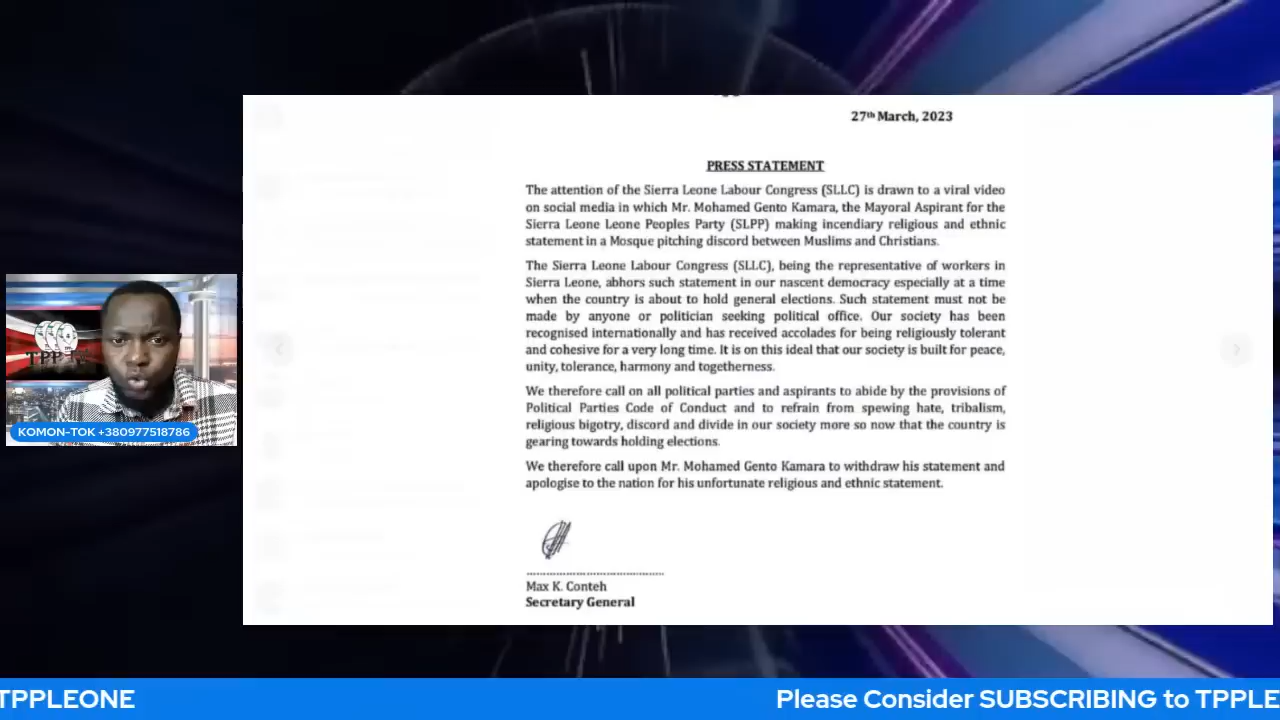 27th March, 2023
PRESS STATEMENT
The attention of the Sierra Leone Labour Congress (SLLC) is drawn to a viral video
on social media in which Mr. Mohamed Gento Kamara, the Mayoral Aspirant for the
Sierra Leone Leone Peoples Party (SLPP) making incendiary religious and ethnic
statement in a Mosque pitching discord between Muslims and Christians.
The Sierra Leone Labour Congress (SLLC), being the representative of workers in
Sierra Leone, abhors such statement in our nascent democracy especially at a time
when the country is about to hold general elections. Such statement must not be
made by anyone or politician seeking political office. Our society has been
recognised internationally and has received accolades for being religiously tolerant
and cohesive for a very long time. It is on this ideal that our society is built for peace,
unity, tolerance, harmony and togetherness.
We therefore call on all political parties and aspirants to abide by the provisions of
Political Parties Code of Conduct and to refrain from spewing hate, tribalism,
religious bigotry, discord and divide in our society more so now that the country is
gearing towards holding elections.
We therefore call upon Mr. Mohamed Gento Kamara to withdraw his statement and
apologise to the nation for his unfortunate religious and ethnic statement.
Max K. Conteh
Secretary General
TPP
KOMON-TOK +380977518786
TPPLEONE
Please Consider SUBSCRIBING to TPPLE